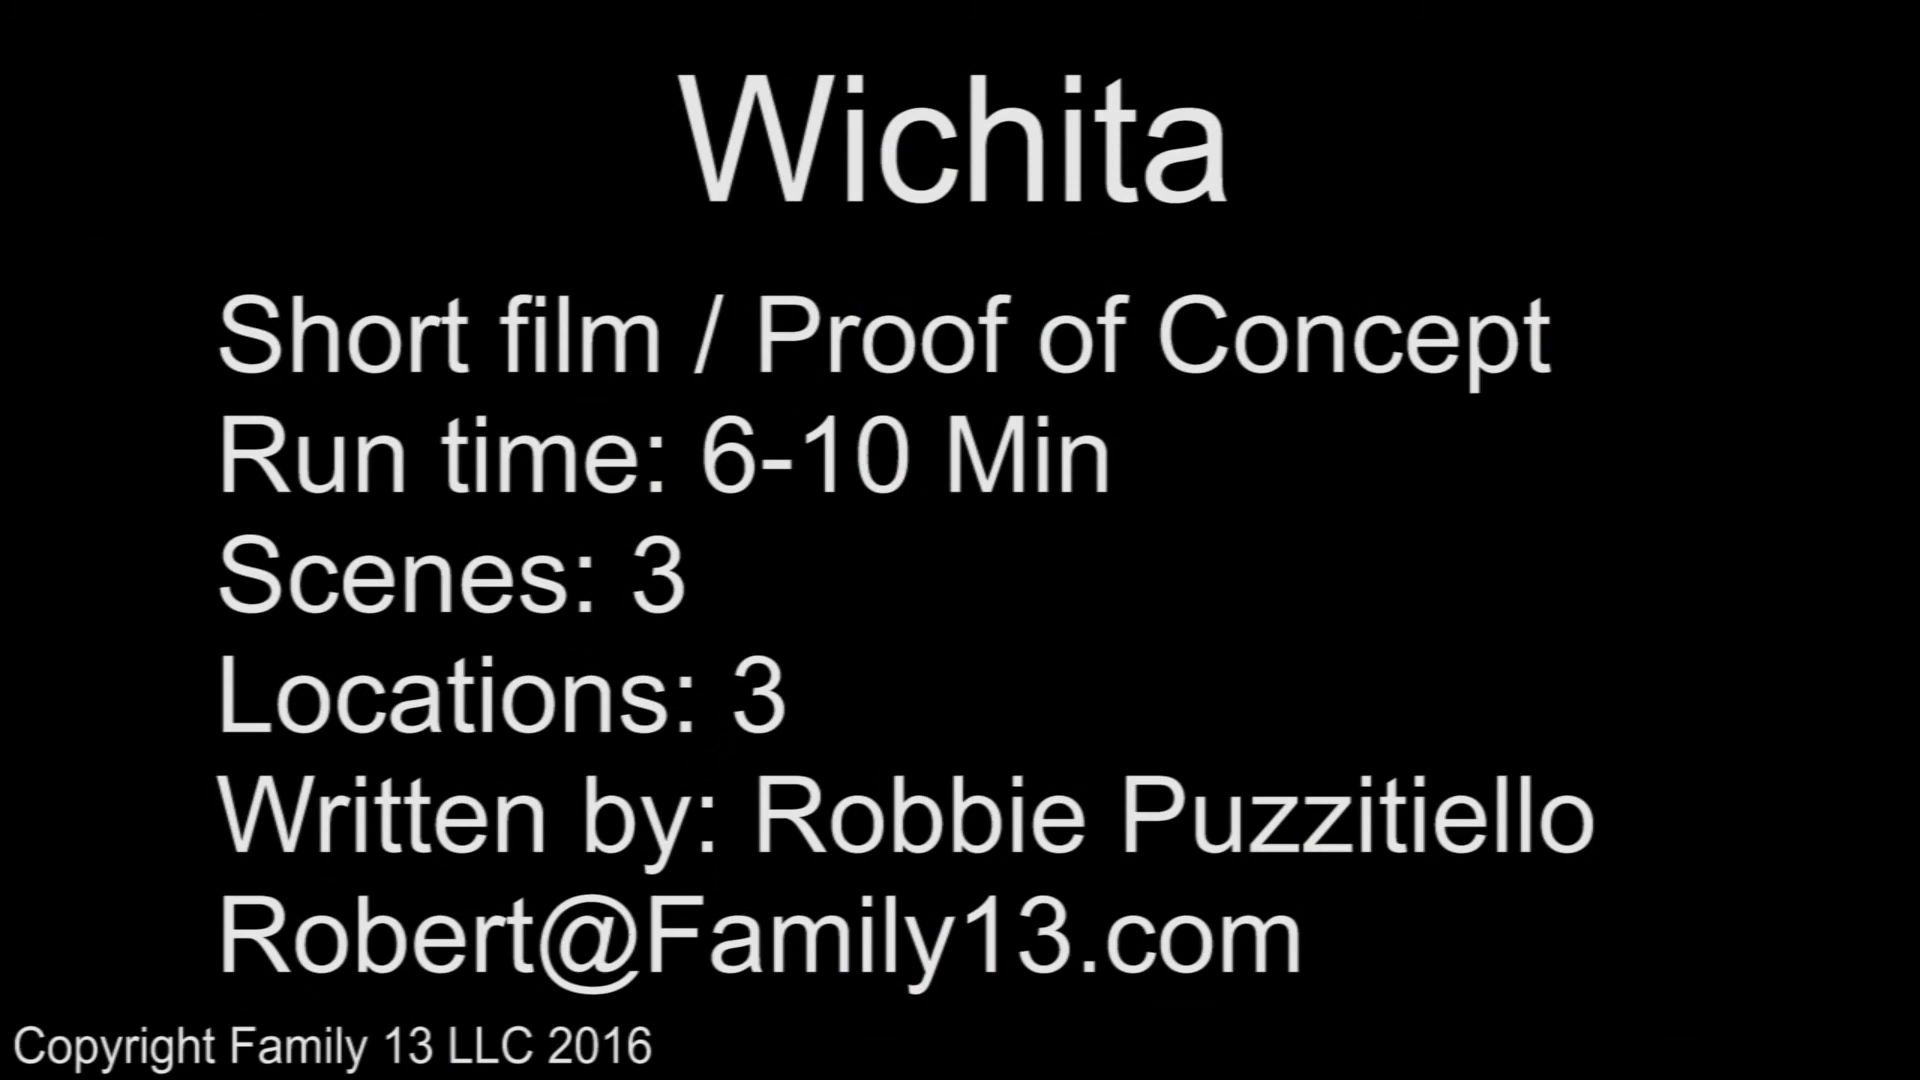 Wichita
Short film / Proof of Concept
Run time: 6-10 Min
Scenes: 3
Locations: 3
Written by: Robbie Puzzitiello
Robert@Family13.com
Copyright Family 13 LLC 2016